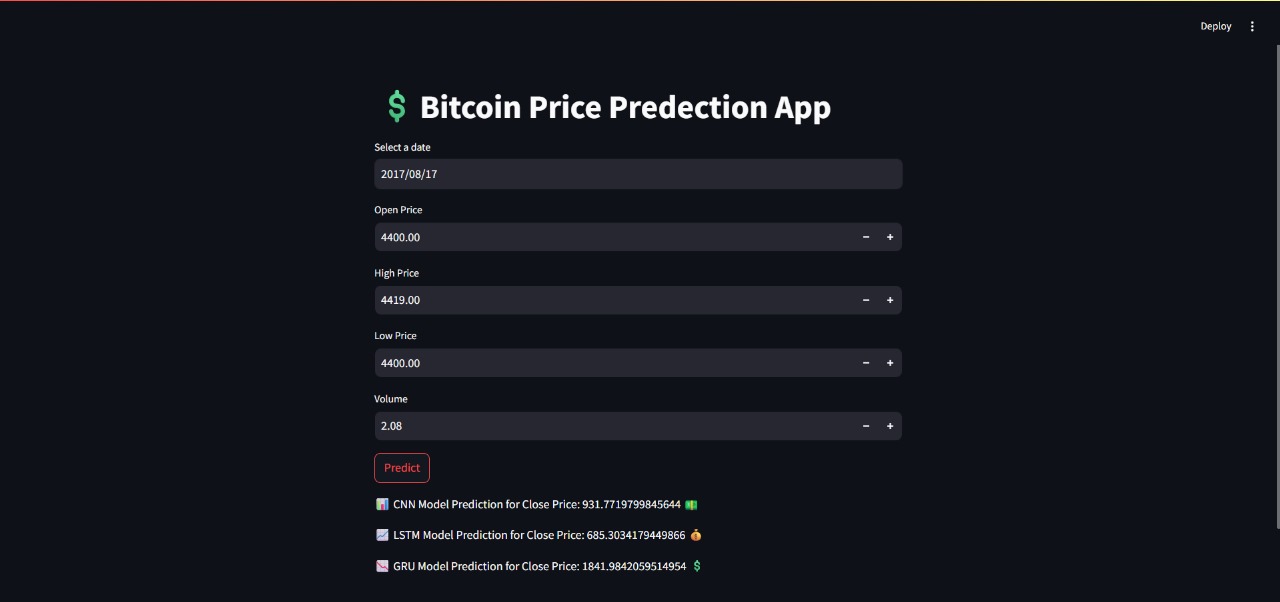 Deploy
Bitcoin Price Predection App
Select a date
2017/08/17
Open Price
4400.00
High Price
4419.00
Low Price
4400.00
Volume
2.08
Predict
CNN Model Prediction for Close Price: 931.7719799845644
LSTM Model Prediction for Close Price: 685.3034179449866
GRU Model Prediction for Close Price: 1841.9842059514954